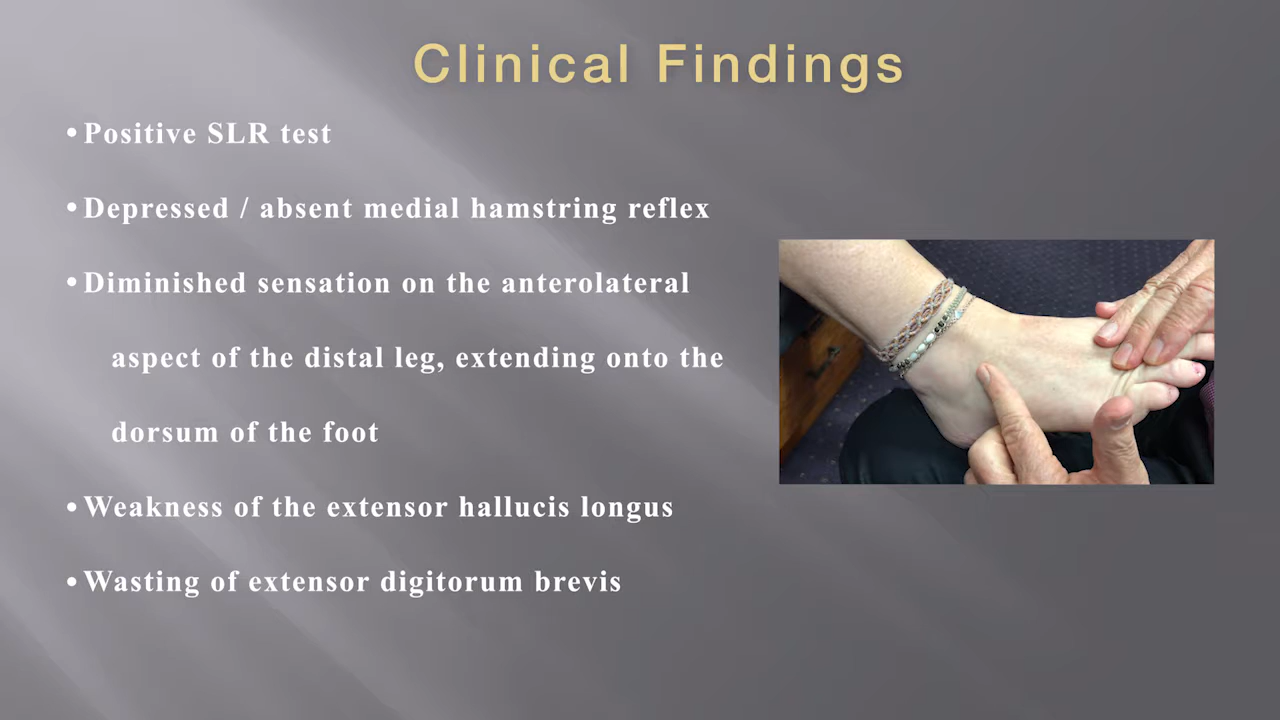 Clinical Findings
• Positive SLR test
• Depressed / absent medial hamstring reflex
• Diminished sensation on the anterolateral
aspect of the distal leg, extending onto the
dorsum of the foot
• Weakness of the extensor hallucis longus
• Wasting of extensor digitorum brevis